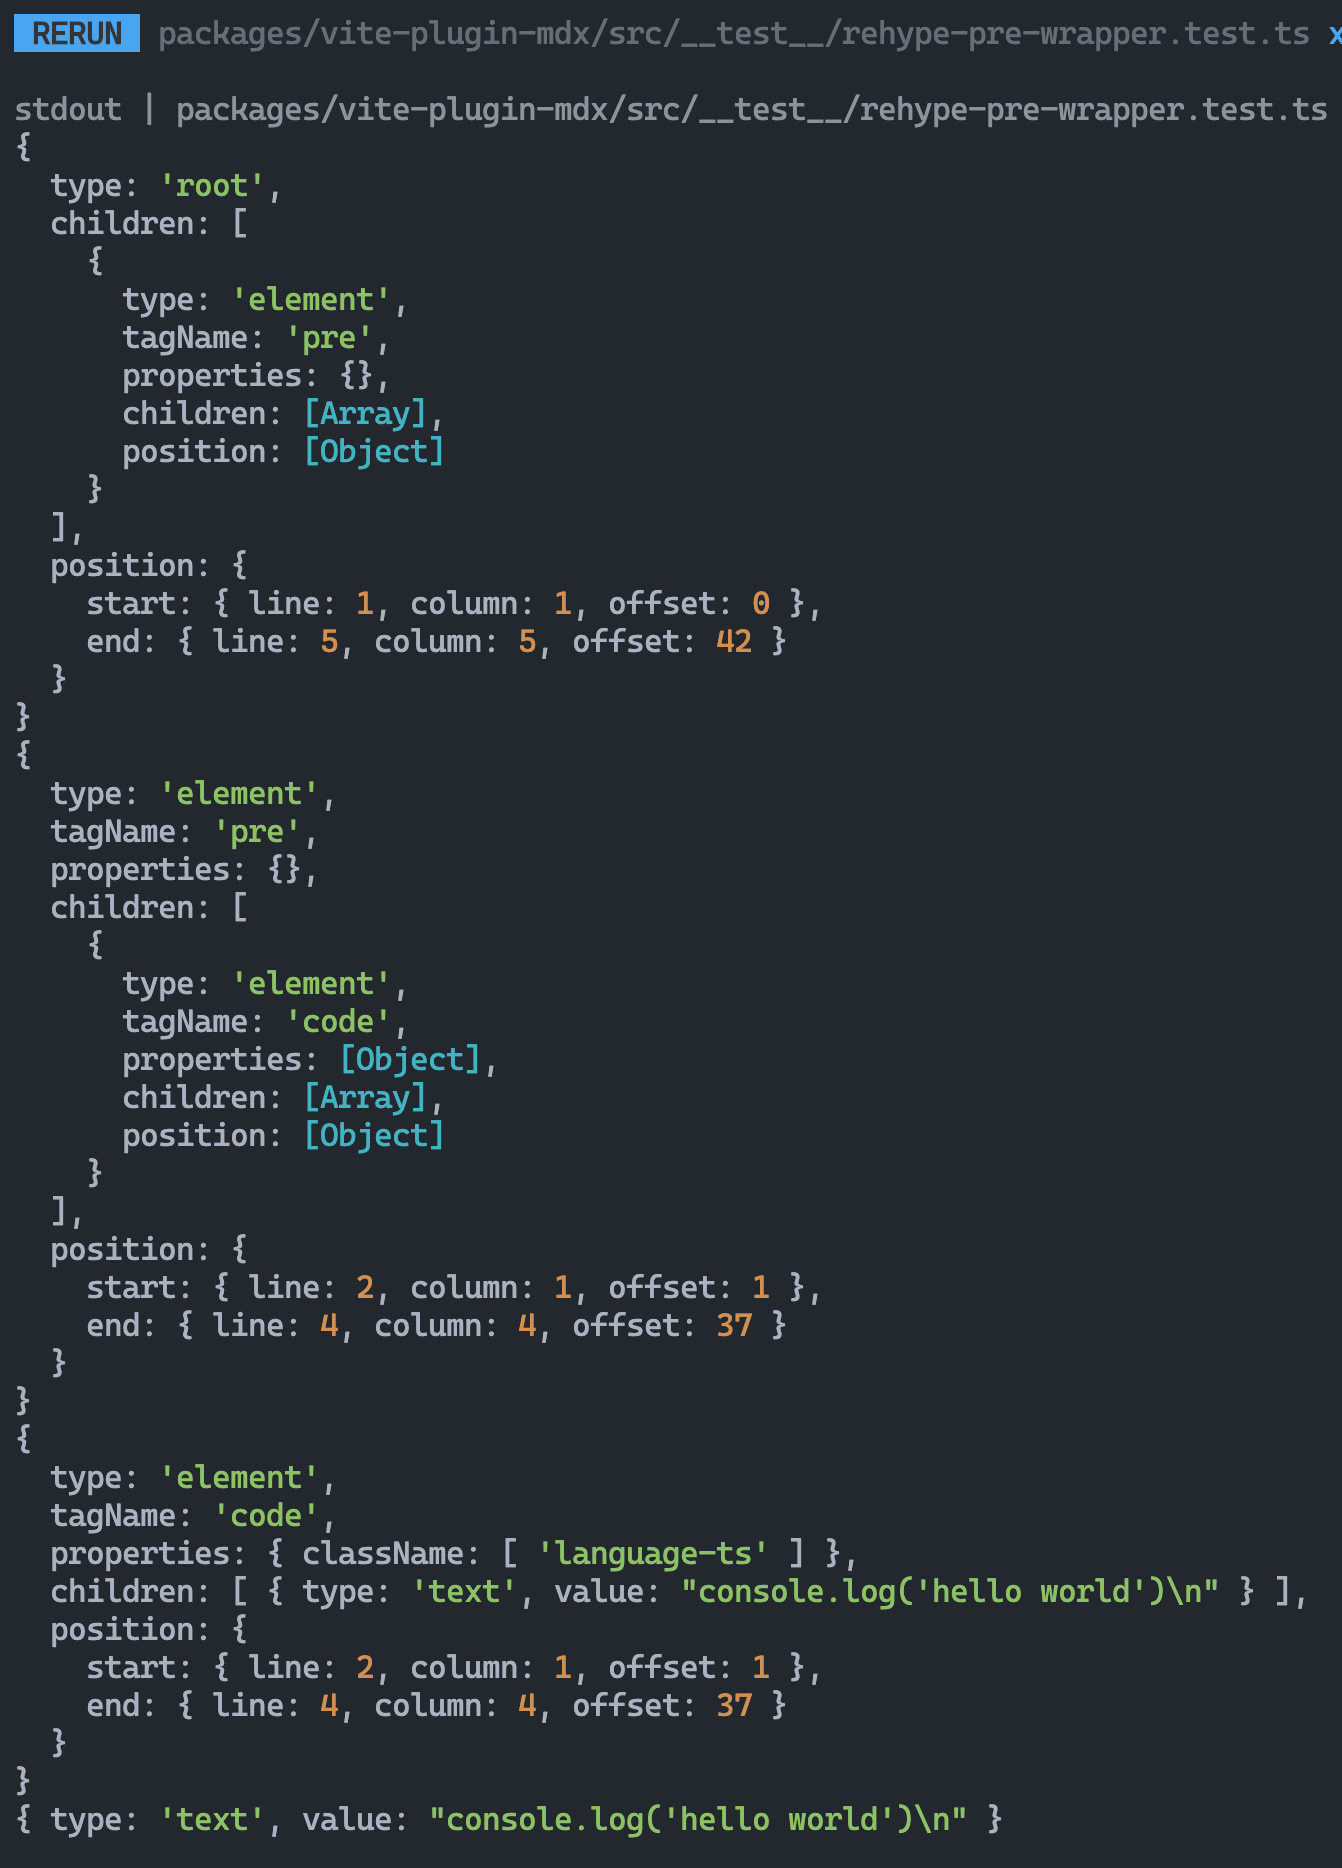 RERUN packages/vite-plugin-mdx/src/__test__/rehype-pre-wrapper.test.ts x
stdout | packages/vite-plugin-mdx/src/__test__/rehype-pre-wrapper.test.ts
{
  type: 'root',
  children: [
    {
      type: 'element',
      tagName: 'pre',
      properties: {},
      children: [Array],
      position: [Object]
    }
  ],
  position: {
    start: { line: 1, column: 1, offset: 0 },
    end: { line: 5, column: 5, offset: 42 }
  }
}
{
  type: 'element',
  tagName: 'pre',
  properties: {},
  children: [
    {
      type: 'element',
      tagName: 'code',
      properties: [Object],
      children: [Array],
      position: [Object]
    }
  ],
  position: {
    start: { line: 2, column: 1, offset: 1 },
    end: { line: 4, column: 4, offset: 37 }
  }
}
{
  type: 'element',
  tagName: 'code',
  properties: { className: [ 'language-ts' ] },
  children: [ { type: 'text', value: "console.log('hello world')\n" } ],
  position: {
    start: { line: 2, column: 1, offset: 1 },
    end: { line: 4, column: 4, offset: 37 }
  }
}
{ type: 'text', value: "console.log('hello world')\n" }